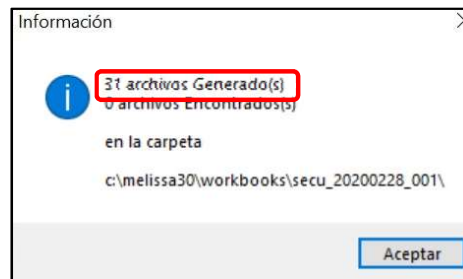 Información
31 archivos Generado(s)
0 archivos Encontrados(s)
en la carpeta
c:\melissa30\workbooks\secu_20200228_001\
Aceptar